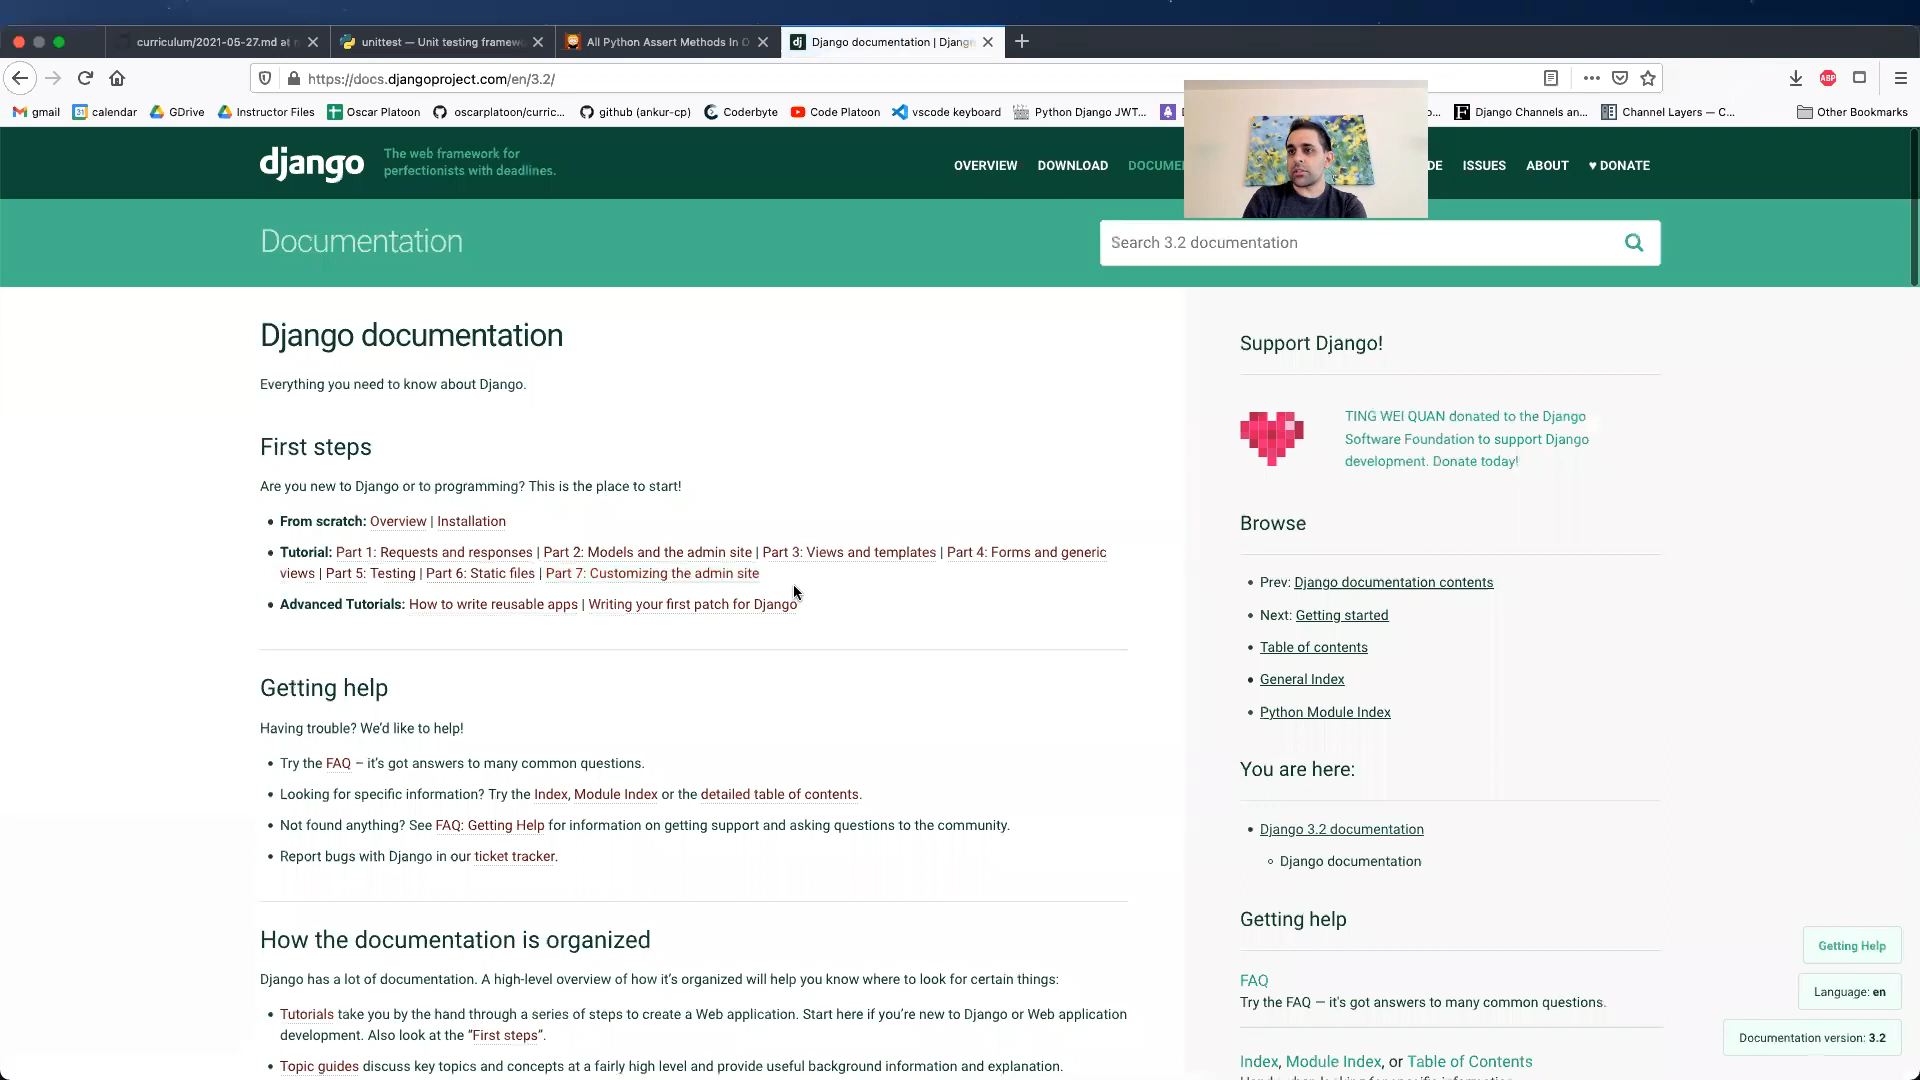 curriculum/2021-05-27.md at
unittest — Unit testing framew
All Python Assert Methods In O
Django documentation | Djang
https://docs.djangoproject.com/en/3.2/
gmail
calendar
GDrive
Instructor Files
Oscar Platoon
oscarplatoon/curric...
github (ankur-cp)
Coderbyte
Code Platoon
vscode keyboard
Python Django JWT...
Django Channels an...
Channel Layers — C...
Other Bookmarks
ABP
django
The web framework for
perfectionists with deadlines.
OVERVIEW
DOWNLOAD
DOCUME
DE
ISSUES
ABOUT
♥ DONATE
Documentation
Search 3.2 documentation
Django documentation
Everything you need to know about Django.
First steps
Are you new to Django or to programming? This is the place to start!
• From scratch: Overview | Installation
• Tutorial: Part 1: Requests and responses | Part 2: Models and the admin site | Part 3: Views and templates | Part 4: Forms and generic
views | Part 5: Testing | Part 6: Static files | Part 7: Customizing the admin site
• Advanced Tutorials: How to write reusable apps | Writing your first patch for Django
Getting help
Having trouble? We'd like to help!
• Try the FAQ – it's got answers to many common questions.
• Looking for specific information? Try the Index, Module Index or the detailed table of contents.
• Not found anything? See FAQ: Getting Help for information on getting support and asking questions to the community.
• Report bugs with Django in our ticket tracker.
How the documentation is organized
Django has a lot of documentation. A high-level overview of how it's organized will help you know where to look for certain things:
• Tutorials take you by the hand through a series of steps to create a Web application. Start here if you're new to Django or Web application
development. Also look at the "First steps".
• Topic guides discuss key topics and concepts at a fairly high level and provide useful background information and explanation.
Support Django!
TING WEI QUAN donated to the Django
Software Foundation to support Django
development. Donate today!
Browse
• Prev: Django documentation contents
• Next: Getting started
• Table of contents
• General Index
• Python Module Index
You are here:
• Django 3.2 documentation
◦ Django documentation
Getting help
FAQ
Try the FAQ — it's got answers to many common questions.
Index, Module Index, or Table of Contents
Getting Help
Language: en
Documentation version: 3.2